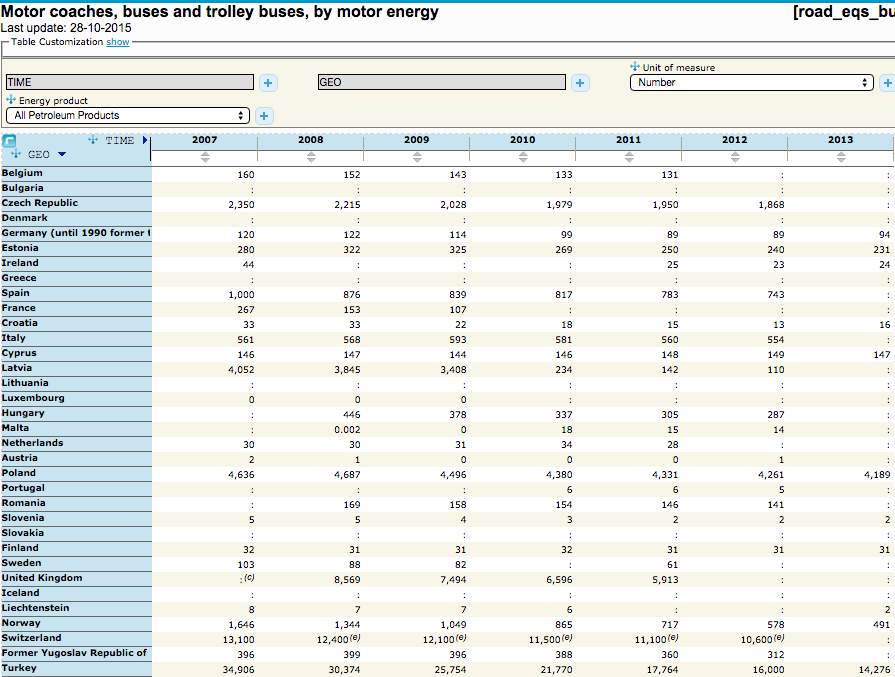 Motor coaches, buses and trolley buses, by motor energy [road_eqs_bu
Last update: 28-10-2015
Table Customization show
TIME + GEO + Unit of measure
Number +
Energy product
All Petroleum Products +
TIME 2007 2008 2009 2010 2011 2012 2013
GEO
Belgium 160 152 143 133 131 : :
Bulgaria : : : : : : :
Czech Republic 2,350 2,215 2,028 1,979 1,950 1,868 :
Denmark : : : : : : :
Germany (until 1990 former t 120 122 114 99 89 89 94
Estonia 280 322 325 269 250 240 231
Ireland 44 : : : 25 23 24
Greece : : : : : : :
Spain 1,000 876 839 817 783 743 :
France 267 153 107 : : : :
Croatia 33 33 22 18 15 13 16
Italy 561 568 593 581 560 554 :
Cyprus 146 147 144 146 148 149 147
Latvia 4,052 3,845 3,408 234 142 110 :
Lithuania : : : : : : :
Luxembourg 0 0 0 : : : :
Hungary : 446 378 337 305 287 :
Malta : 0.002 0 18 15 14 :
Netherlands 30 30 31 34 28 : :
Austria 2 1 0 0 0 1 :
Poland 4,636 4,687 4,496 4,380 4,331 4,261 4,189
Portugal : : : 6 6 5 :
Romania : 169 158 154 146 141 :
Slovenia 5 5 4 3 2 2 2
Slovakia : : : : : : :
Finland 32 31 31 32 31 31 31
Sweden 103 88 82 : 61 : :
United Kingdom :(c) 8,569 7,494 6,596 5,913 : :
Iceland : : : : : : :
Liechtenstein 8 7 7 6 : : 2
Norway 1,646 1,344 1,049 865 717 578 491
Switzerland 13,100 12,400(e) 12,100(e) 11,500(e) 11,100(e) 10,600(e) :
Former Yugoslav Republic of 396 399 396 388 360 312 :
Turkey 34,906 30,374 25,754 21,770 17,764 16,000 14,276